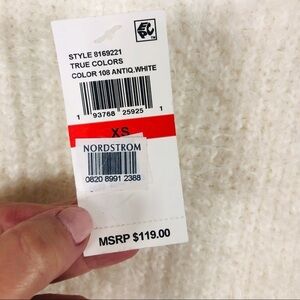 STYLE 8169221
TRUE COLORS
COLOR 108 ANTIQ.WHITE
1 93768 25925 1
XS
NORDSTROM
0820 8991 2388
MSRP $119.00